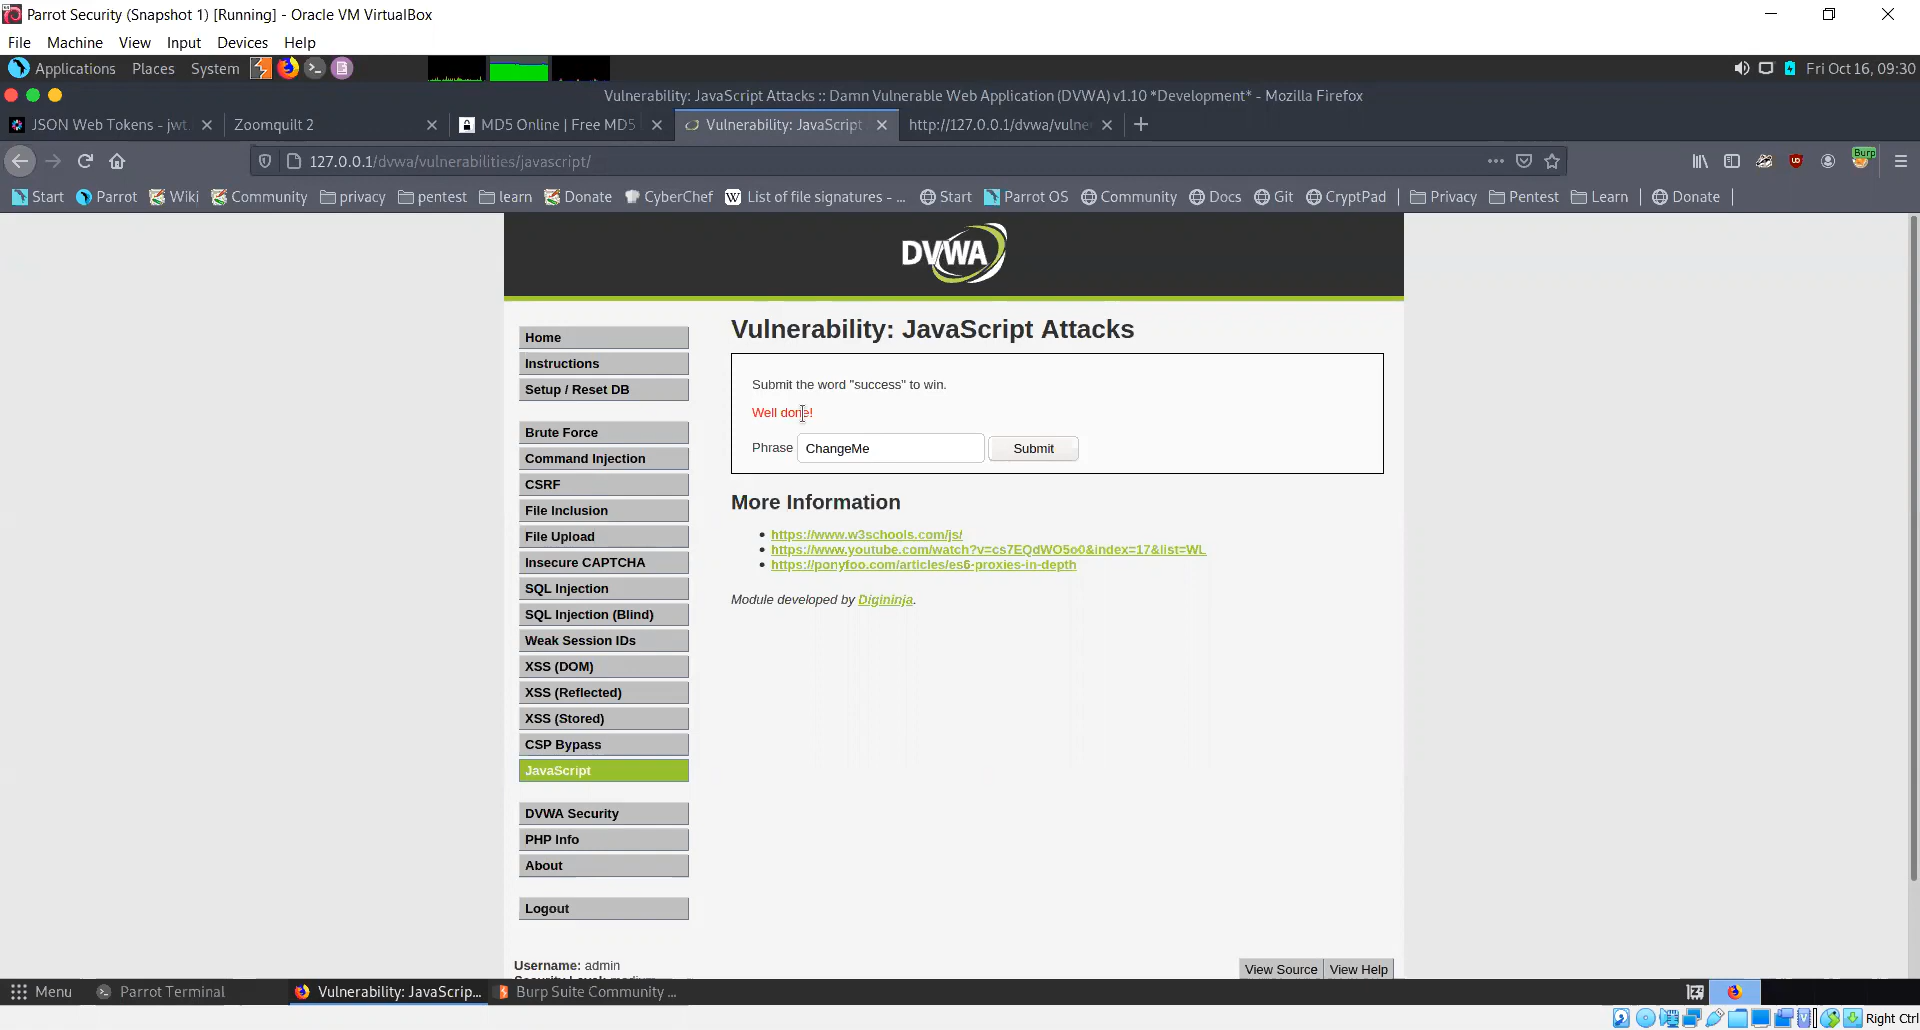 Parrot Security (Snapshot 1) [Running] - Oracle VM VirtualBox
File Machine View Input Devices Help
Applications Places System Fri Oct 16, 09:30
Vulnerability: JavaScript Attacks :: Damn Vulnerable Web Application (DVWA) v1.10 *Development* - Mozilla Firefox
JSON Web Tokens - jwt. Zoomquilt 2 MD5 Online | Free MD5 Vulnerability: JavaScript http://127.0.0.1/dvwa/vulne
127.0.0.1/dvwa/vulnerabilities/javascript/ Burp
Start Parrot Wiki Community privacy pentest learn Donate CyberChef List of file signatures - ... Start Parrot OS Community Docs Git CryptPad Privacy Pentest Learn Donate
DVWA
Vulnerability: JavaScript Attacks
Submit the word "success" to win.
Well done!
Phrase ChangeMe Submit
More Information
https://www.w3schools.com/js/
https://www.youtube.com/watch?v=cs7EQdWO5o0&index=17&list=WL
https://ponyfoo.com/articles/es6-proxies-in-depth
Module developed by Digininja.
Home
Instructions
Setup / Reset DB
Brute Force
Command Injection
CSRF
File Inclusion
File Upload
Insecure CAPTCHA
SQL Injection
SQL Injection (Blind)
Weak Session IDs
XSS (DOM)
XSS (Reflected)
XSS (Stored)
CSP Bypass
JavaScript
DVWA Security
PHP Info
About
Logout
Username: admin
View Source View Help
Menu Parrot Terminal Vulnerability: JavaScrip... Burp Suite Community ...
Right Ctrl